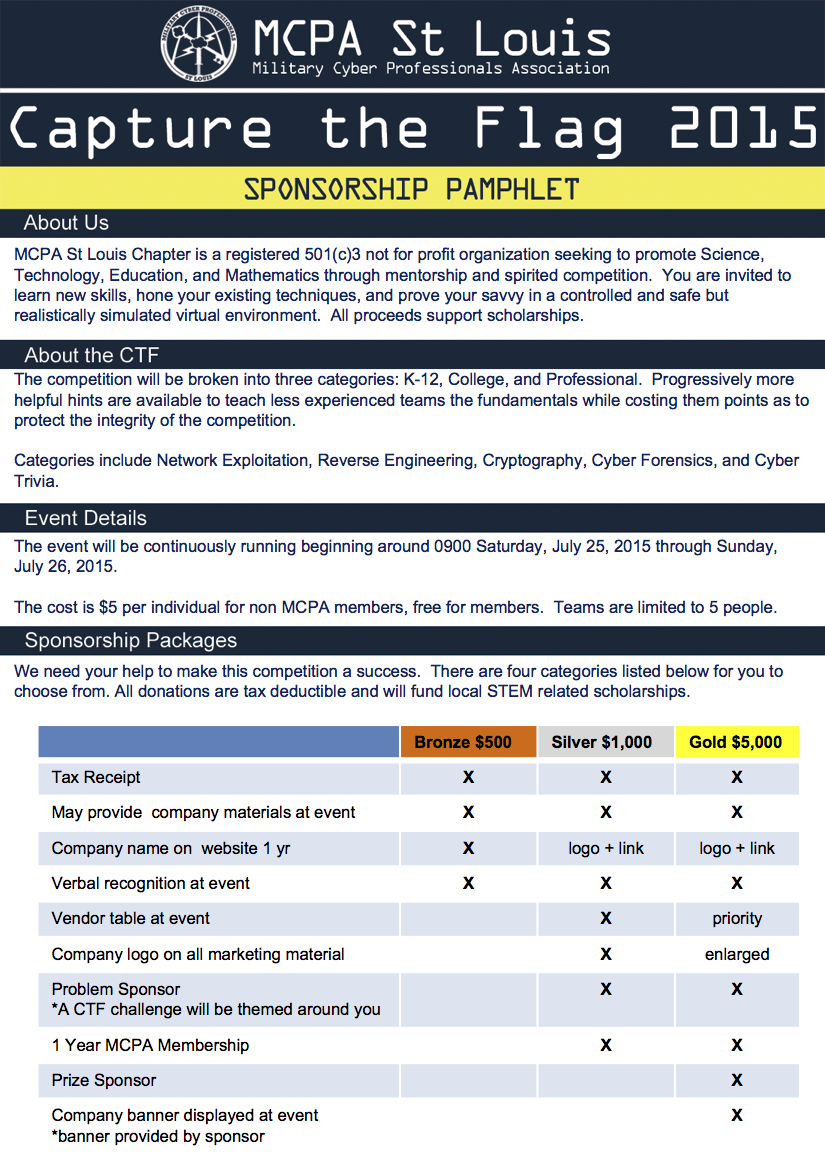 MILITARY CYBER PROFESSIONALS ASSOCIATION
ST LOUIS
MCPA St Louis
Military Cyber Professionals Association
Capture the Flag 2015
SPONSORSHIP PAMPHLET
About Us
MCPA St Louis Chapter is a registered 501(c)3 not for profit organization seeking to promote Science,
Technology, Education, and Mathematics through mentorship and spirited competition.  You are invited to
learn new skills, hone your existing techniques, and prove your savvy in a controlled and safe but
realistically simulated virtual environment.  All proceeds support scholarships.
About the CTF
The competition will be broken into three categories: K-12, College, and Professional.  Progressively more
helpful hints are available to teach less experienced teams the fundamentals while costing them points as to
protect the integrity of the competition.
Categories include Network Exploitation, Reverse Engineering, Cryptography, Cyber Forensics, and Cyber
Trivia.
Event Details
The event will be continuously running beginning around 0900 Saturday, July 25, 2015 through Sunday,
July 26, 2015.
The cost is $5 per individual for non MCPA members, free for members.  Teams are limited to 5 people.
Sponsorship Packages
We need your help to make this competition a success.  There are four categories listed below for you to
choose from. All donations are tax deductible and will fund local STEM related scholarships.
Bronze $500 Silver $1,000 Gold $5,000
Tax Receipt X X X
May provide  company materials at event X X X
Company name on  website 1 yr X logo + link logo + link
Verbal recognition at event X X X
Vendor table at event X priority
Company logo on all marketing material X enlarged
Problem Sponsor X X
*A CTF challenge will be themed around you
1 Year MCPA Membership X X
Prize Sponsor X
Company banner displayed at event X
*banner provided by sponsor